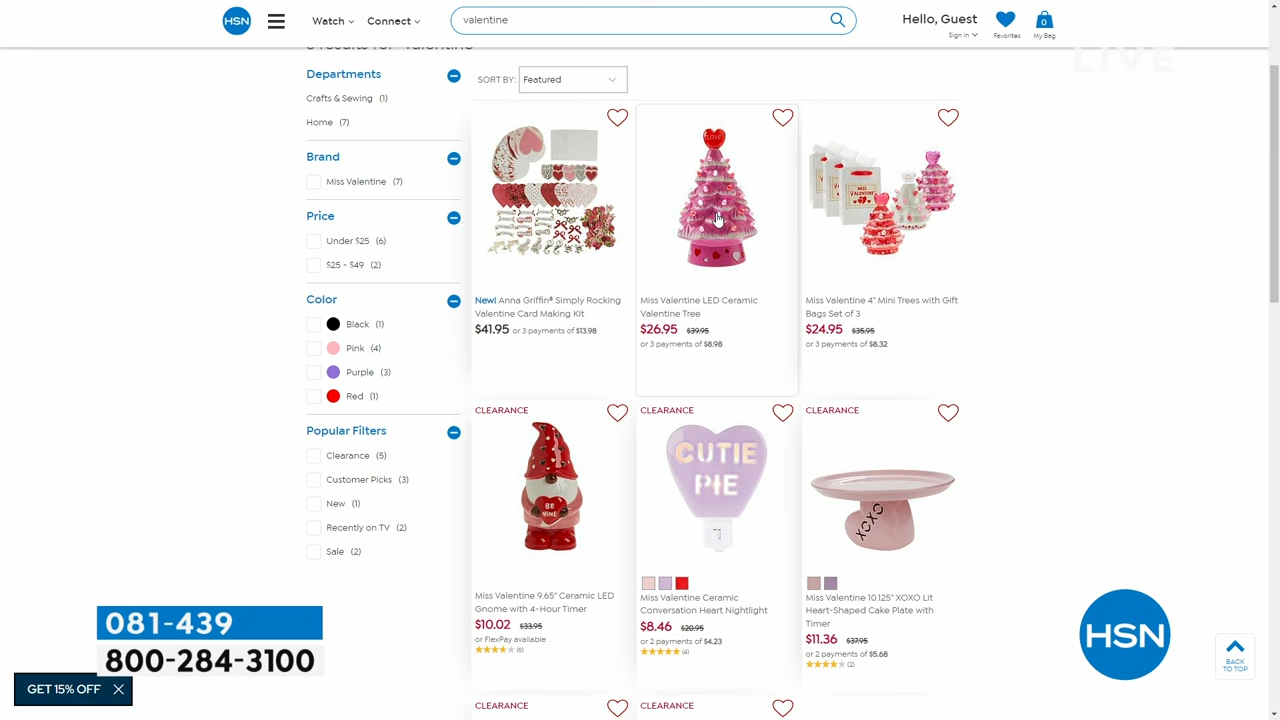 HSN
Watch
Connect
valentine
Hello, Guest
Sign In
Favorites
0
My Bag
LIVE
Departments
Crafts & Sewing (1)
Home (7)
Brand
Miss Valentine (7)
Price
Under $25 (6)
$25 - $49 (2)
Color
Black (1)
Pink (4)
Purple (3)
Red (1)
Popular Filters
Clearance (5)
Customer Picks (3)
New (1)
Recently on TV (2)
Sale (2)
SORT BY: Featured
New! Anna Griffin® Simply Rocking
Valentine Card Making Kit
$41.95 or 3 payments of $13.98
LOVE
Miss Valentine LED Ceramic
Valentine Tree
$26.95 $39.95
or 3 payments of $8.98
MISS
VALENTINE
Miss Valentine 4" Mini Trees with Gift
Bags Set of 3
$24.95 $35.95
or 3 payments of $8.32
CLEARANCE
BE
MINE
Miss Valentine 9.65" Ceramic LED
Gnome with 4-Hour Timer
$10.02 $33.95
or FlexPay available
(6)
CLEARANCE
CUTIE
PIE
Miss Valentine Ceramic
Conversation Heart Nightlight
$8.46 $20.95
or 2 payments of $4.23
(4)
CLEARANCE
XOXO
Miss Valentine 10.125" XOXO Lit
Heart-Shaped Cake Plate with
Timer
$11.36 $37.95
or 2 payments of $5.68
(2)
CLEARANCE
CLEARANCE
081-439
800-284-3100
GET 15% OFF
HSN
BACK
TO TOP